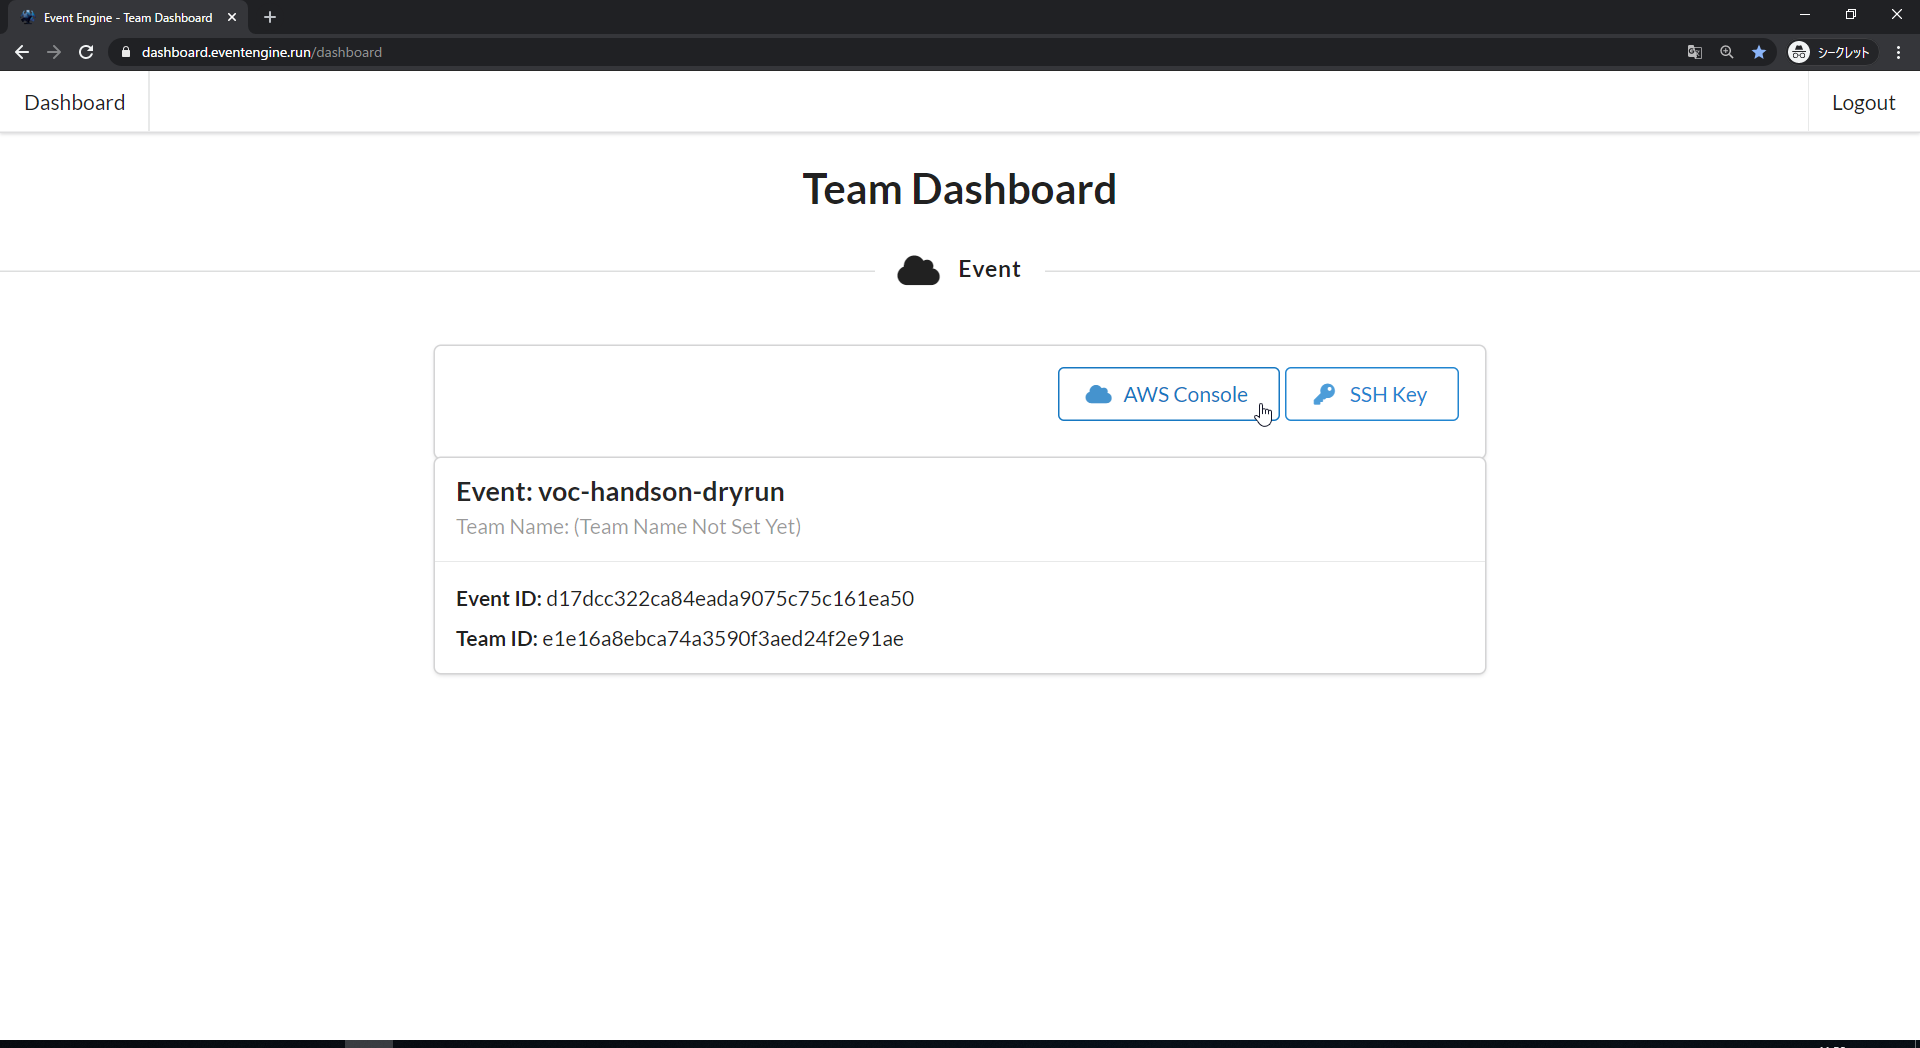 Event Engine - Team Dashboard
dashboard.eventengine.run/dashboard
シークレット
Dashboard
Logout
Team Dashboard
Event
AWS Console
SSH Key
Event: voc-handson-dryrun
Team Name: (Team Name Not Set Yet)
Event ID: d17dcc322ca84eada9075c75c161ea50
Team ID: e1e16a8ebca74a3590f3aed24f2e91ae